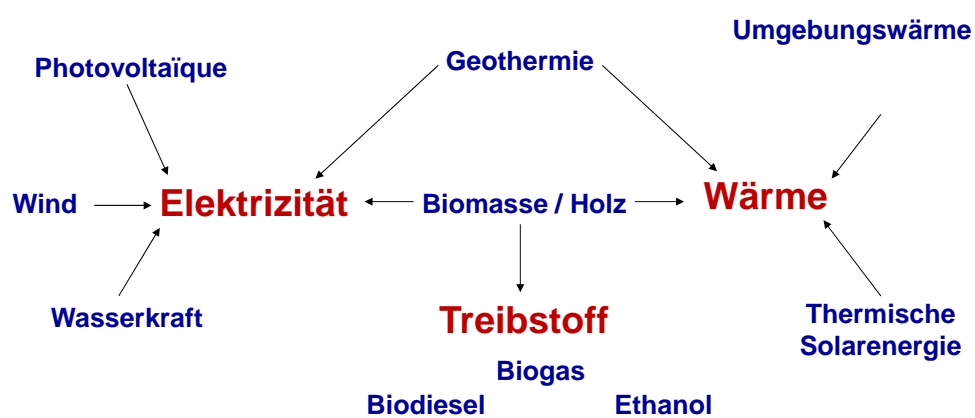 Umgebungswärme
Photovoltaïque
Geothermie
Wind
Elektrizität
Biomasse / Holz
Wärme
Wasserkraft
Treibstoff
Thermische
Solarenergie
Biogas
Biodiesel
Ethanol